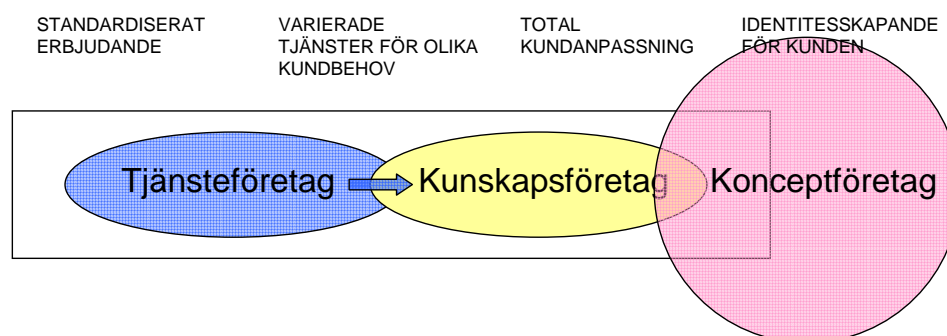 STANDARDISERAT
ERBJUDANDE
VARIERADE
TJÄNSTER FÖR OLIKA
KUNDBEHOV
TOTAL
KUNDANPASSNING
IDENTITESSKAPANDE
FÖR KUNDEN
Tjänsteföretag
Kunskapsföretag
Konceptföretag